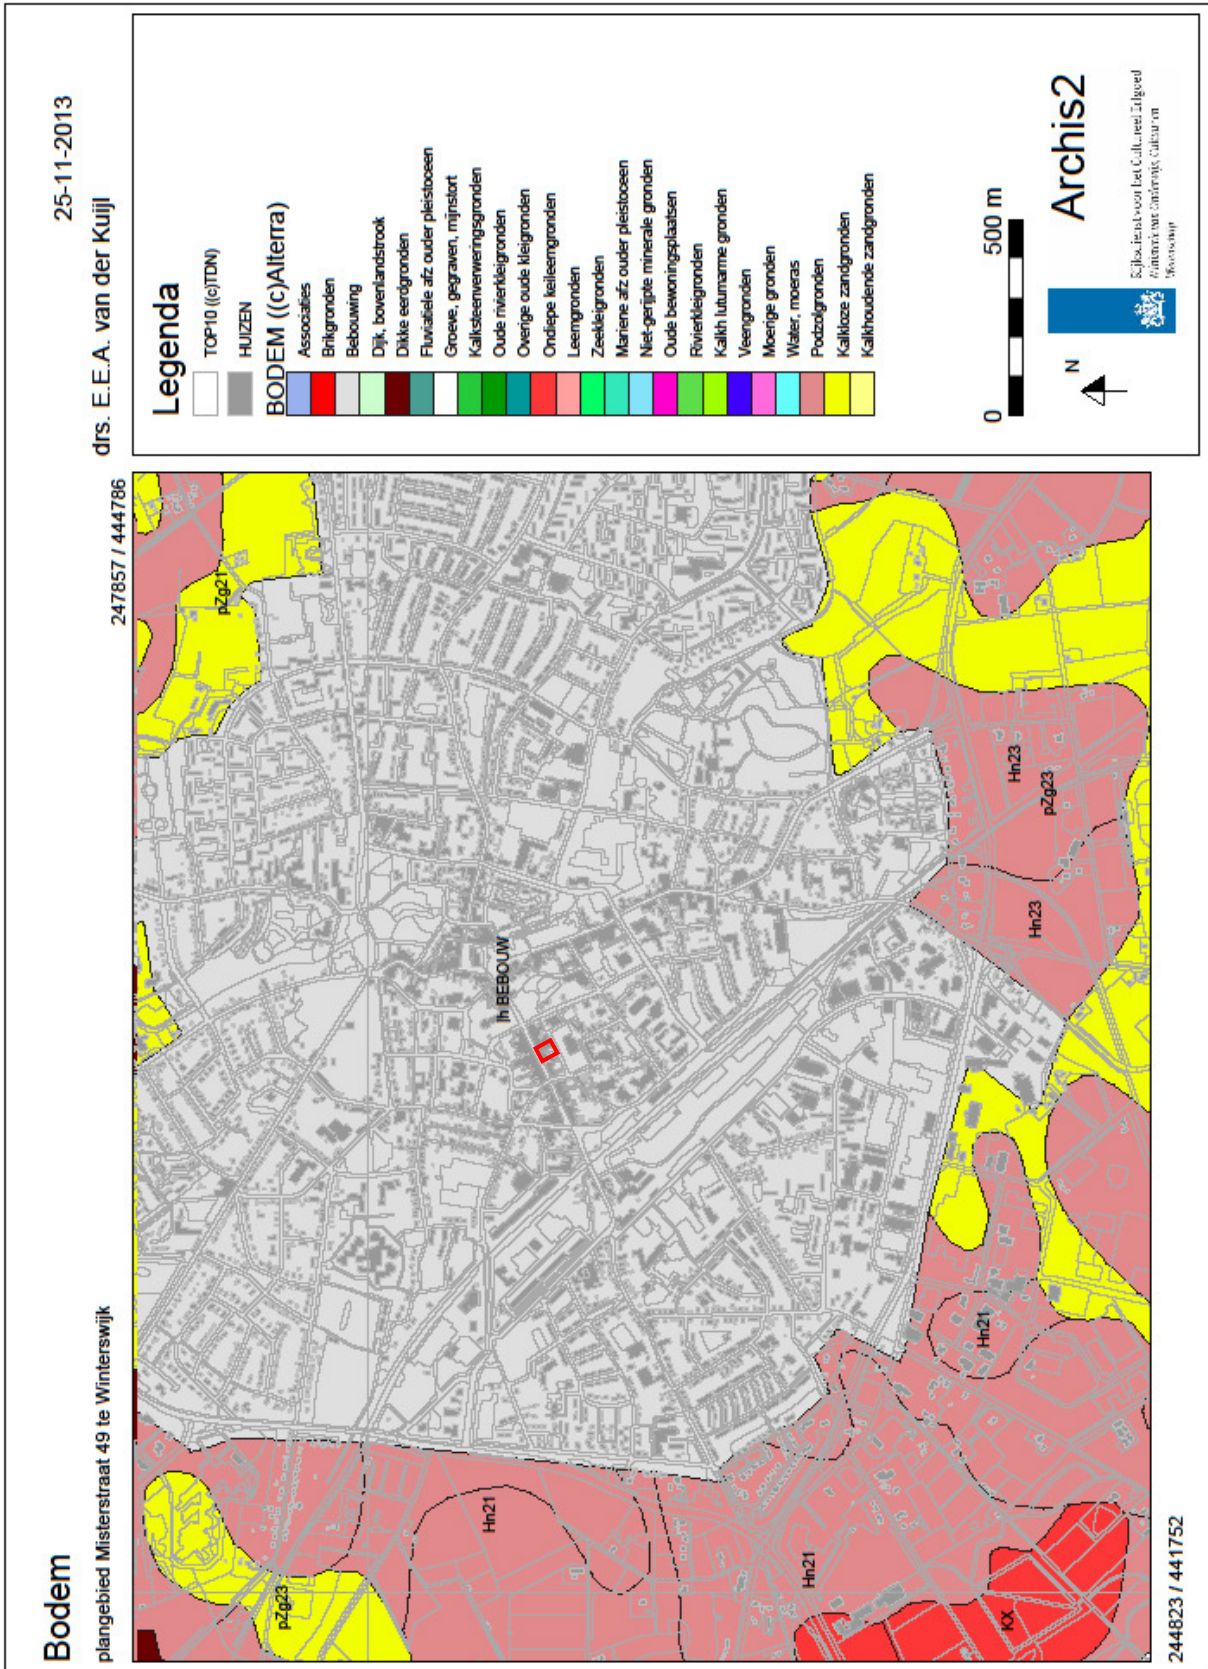 Bodem
plangebied Misterstraat 49 te Winterswijk
25-11-2013
drs. E.E.A. van der Kuijl
247857 / 444786
244823 / 441752
pZg23
Hn21
Hn21
KX
Hn21
Ih BEBOUW
Hn23
Hn23
pZg23
pZg21
Legenda
TOP10 ((c)TDN)
HUIZEN
BODEM ((c)Alterra)
Associaties
Brikgronden
Bebouwing
Dijk, bovenlandstrook
Dikke eerdgronden
Fluviatiele afz ouder pleistoceen
Groeve, gegraven, mijnstort
Kalksteenverweringsgronden
Oude rivierkleigronden
Overige oude kleigronden
Ondiepe keileemgronden
Leemgronden
Zeekleigronden
Mariene afz ouder pleistoceen
Niet-gerijpte minerale gronden
Oude bewoningsplaatsen
Rivierkleigronden
Kalkh lutumarme gronden
Veengronden
Moerige gronden
Water, moeras
Podzolgronden
Kalkloze zandgronden
Kalkhoudende zandgronden
0 500 m
N
Archis2